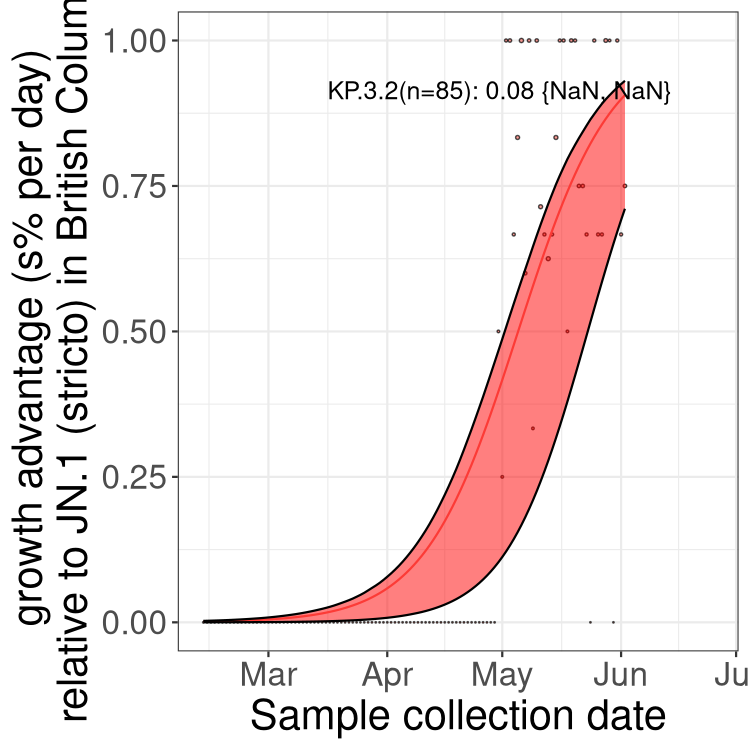 growth advantage (s% per day)
relative to JN.1 (stricto) in British Colum
1.00
0.75
0.50
0.25
0.00
KP.3.2(n=85): 0.08 {NaN, NaN}
Mar Apr May Jun Ju
Sample collection date